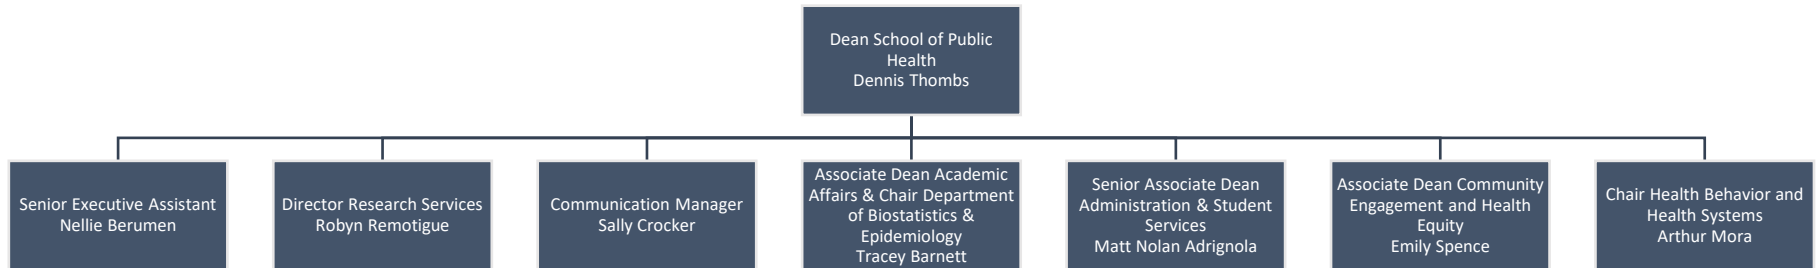 Dean School of Public
Health
Dennis Thombs
Senior Executive Assistant
Nellie Berumen
Director Research Services
Robyn Remotigue
Communication Manager
Sally Crocker
Associate Dean Academic
Affairs & Chair Department
of Biostatistics &
Epidemiology
Tracey Barnett
Senior Associate Dean
Administration & Student
Services
Matt Nolan Adrignola
Associate Dean Community
Engagement and Health
Equity
Emily Spence
Chair Health Behavior and
Health Systems
Arthur Mora